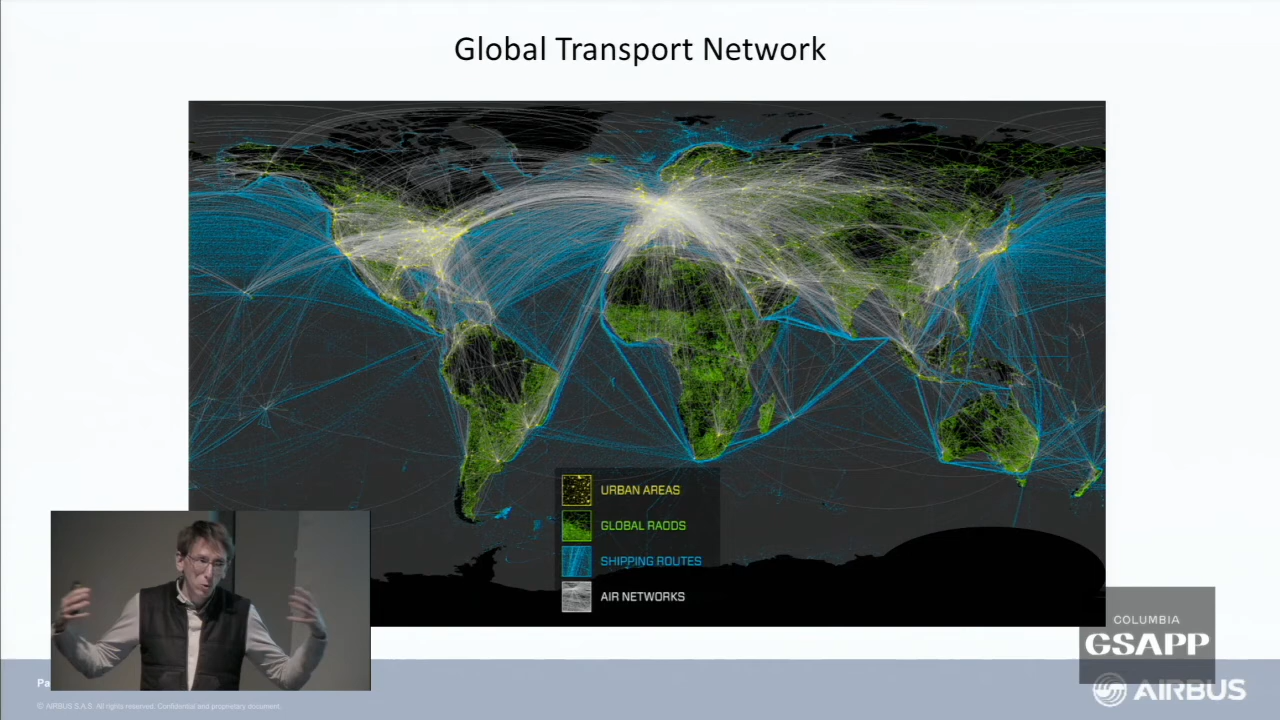 Global Transport Network
URBAN AREAS
GLOBAL RAODS
SHIPPING ROUTES
AIR NETWORKS
COLUMBIA
GSAPP
Pa
AIRBUS
© AIRBUS S.A.S. All rights reserved. Confidential and proprietary document.